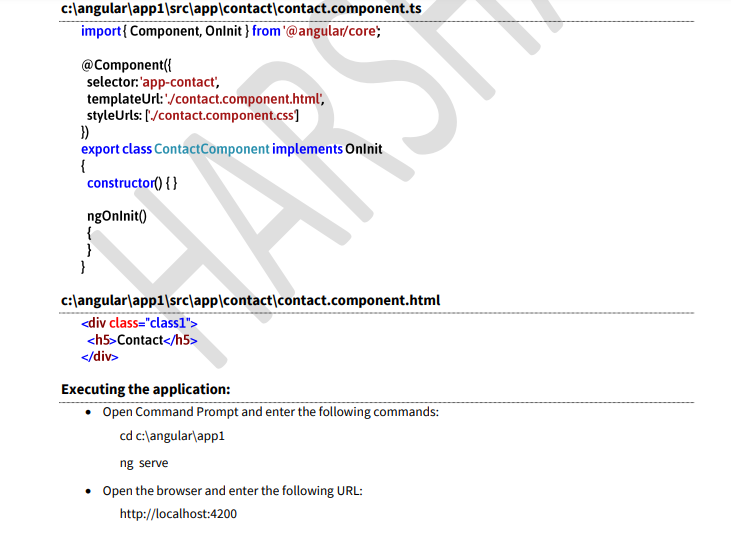 c:\angular\app1\src\app\contact\contact.component.ts
import { Component, OnInit } from '@angular/core';
@Component({
selector: 'app-contact',
templateUrl: './contact.component.html',
styleUrls: ['./contact.component.css']
})
export class ContactComponent implements OnInit
{
constructor() { }
ngOnInit()
{
}
}
c:\angular\app1\src\app\contact\contact.component.html
<div class="class1">
<h5>Contact</h5>
</div>
Executing the application:
• Open Command Prompt and enter the following commands:
cd c:\angular\app1
ng serve
• Open the browser and enter the following URL:
http://localhost:4200